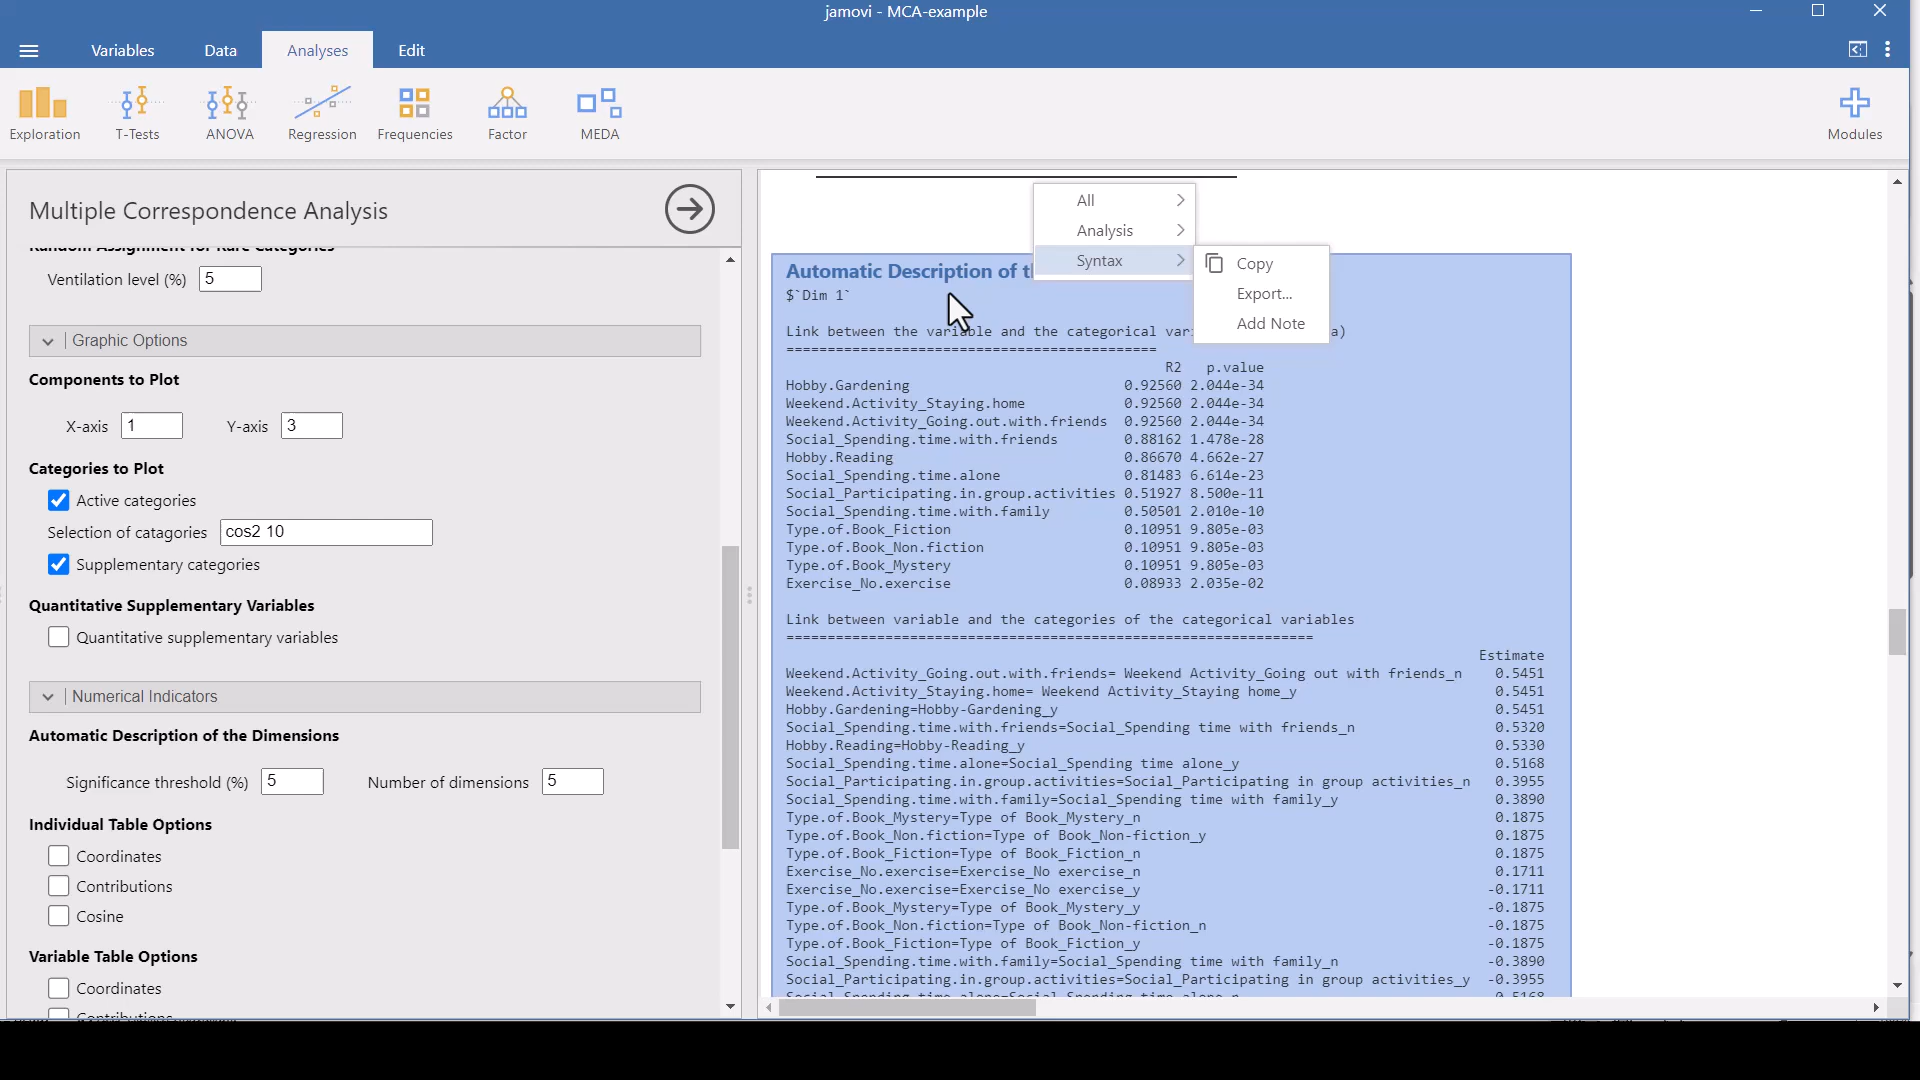 jamovi - MCA-example
Variables Data Analyses Edit
Exploration T-Tests ANOVA Regression Frequencies Factor MEDA Modules
Multiple Correspondence Analysis
Random Assignment for Rare Categories
Ventilation level (%) 5
Graphic Options
Components to Plot
X-axis 1 Y-axis 3
Categories to Plot
Active categories
Selection of catagories cos2 10
Supplementary categories
Quantitative Supplementary Variables
Quantitative supplementary variables
Numerical Indicators
Automatic Description of the Dimensions
Significance threshold (%) 5 Number of dimensions 5
Individual Table Options
Coordinates
Contributions
Cosine
Variable Table Options
Coordinates
Contributions
All
Analysis
Syntax
Copy
Export...
Add Note
Automatic Description of t
$`Dim 1`
Link between the variable and the categorical var a)
=============================================
R2 p.value
Hobby.Gardening 0.92560 2.044e-34
Weekend.Activity_Staying.home 0.92560 2.044e-34
Weekend.Activity_Going.out.with.friends 0.92560 2.044e-34
Social_Spending.time.with.friends 0.88162 1.478e-28
Hobby.Reading 0.86670 4.662e-27
Social_Spending.time.alone 0.81483 6.614e-23
Social_Participating.in.group.activities 0.51927 8.500e-11
Social_Spending.time.with.family 0.50501 2.010e-10
Type.of.Book_Fiction 0.10951 9.805e-03
Type.of.Book_Non.fiction 0.10951 9.805e-03
Type.of.Book_Mystery 0.10951 9.805e-03
Exercise_No.exercise 0.08933 2.035e-02
Link between variable and the categories of the categorical variables
================================================================
Estimate
Weekend.Activity_Going.out.with.friends= Weekend Activity_Going out with friends_n 0.5451
Weekend.Activity_Staying.home= Weekend Activity_Staying home_y 0.5451
Hobby.Gardening=Hobby-Gardening_y 0.5451
Social_Spending.time.with.friends=Social_Spending time with friends_n 0.5320
Hobby.Reading=Hobby-Reading_y 0.5330
Social_Spending.time.alone=Social_Spending time alone_y 0.5168
Social_Participating.in.group.activities=Social_Participating in group activities_n 0.3955
Social_Spending.time.with.family=Social_Spending time with family_y 0.3890
Type.of.Book_Mystery=Type of Book_Mystery_n 0.1875
Type.of.Book_Non.fiction=Type of Book_Non-fiction_y 0.1875
Type.of.Book_Fiction=Type of Book_Fiction_n 0.1875
Exercise_No.exercise=Exercise_No exercise_n 0.1711
Exercise_No.exercise=Exercise_No exercise_y -0.1711
Type.of.Book_Mystery=Type of Book_Mystery_y -0.1875
Type.of.Book_Non.fiction=Type of Book_Non-fiction_n -0.1875
Type.of.Book_Fiction=Type of Book_Fiction_y -0.1875
Social_Spending.time.with.family=Social_Spending time with family_n -0.3890
Social_Participating.in.group.activities=Social_Participating in group activities_y -0.3955
Social_Spending.time.alone=Social_Spending time alone_n -0.5168